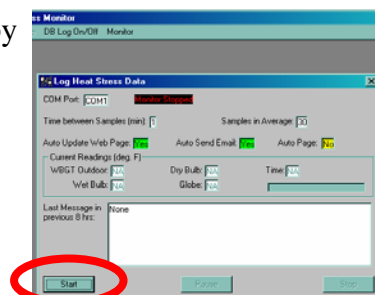 by
ss Monitor
DB Log On/Off Monitor
Log Heat Stress Data
COM Port: COM1 Monitor Stopped
Time between Samples (min): 1 Samples in Average: 30
Auto Update Web Page: Yes Auto Send Email: Yes Auto Page: No
Current Readings (deg. F)
WBGT Outdoor: NA Dry Bulb: NA Time: NA
Wet Bulb: NA Globe: NA
Last Message in previous 8 hrs: None
Start Pause Stop